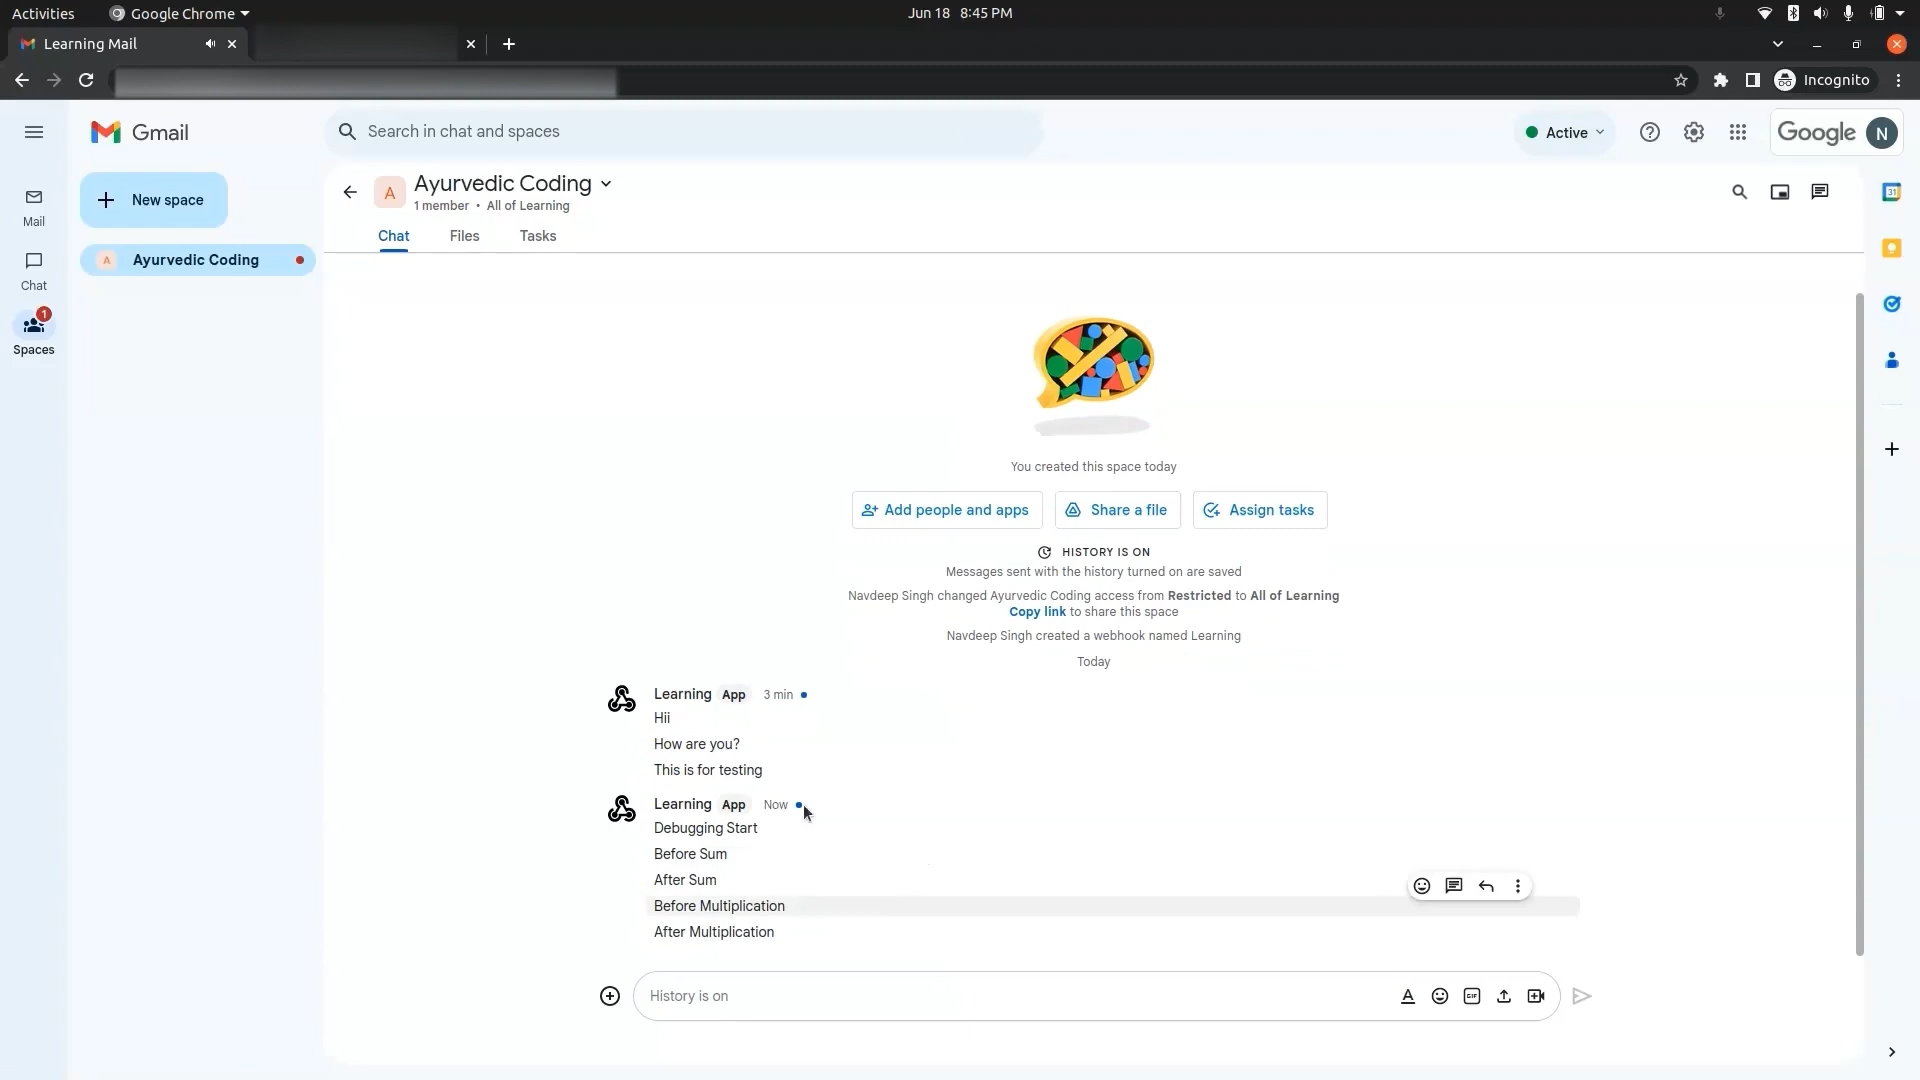 Activities
Google Chrome
Jun 18 8:45 PM
Learning Mail
Incognito
Gmail
Search in chat and spaces
Active
Google
N
New space
Mail
Ayurvedic Coding
A
Chat
1
Spaces
A
Ayurvedic Coding
1 member • All of Learning
Chat
Files
Tasks
31
You created this space today
Add people and apps
Share a file
Assign tasks
HISTORY IS ON
Messages sent with the history turned on are saved
Navdeep Singh changed Ayurvedic Coding access from Restricted to All of Learning
Copy link to share this space
Navdeep Singh created a webhook named Learning
Today
Learning App 3 min
Hii
How are you?
This is for testing
Learning App Now
Debugging Start
Before Sum
After Sum
Before Multiplication
After Multiplication
History is on
GIF